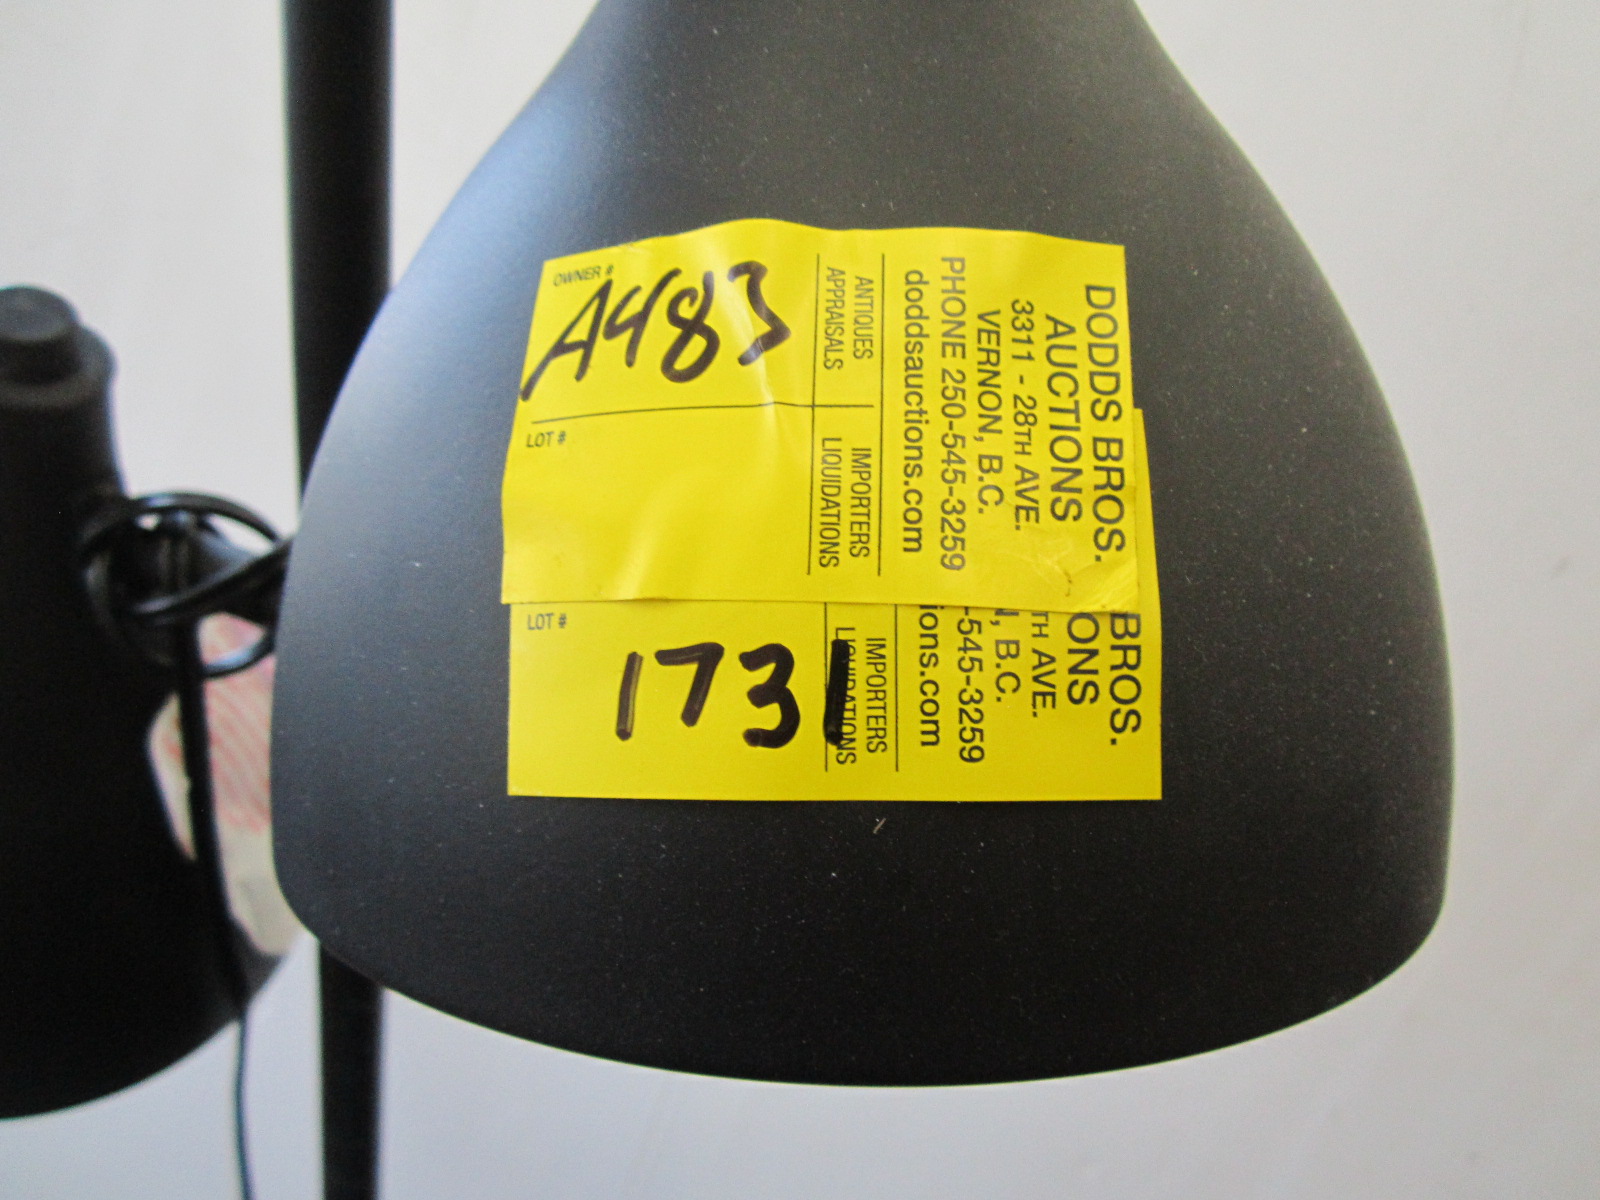 OWNER #
A483
LOT #
ANTIQUES
APPRAISALS
IMPORTERS
LIQUIDATIONS
DODDS BROS.
AUCTIONS
3311 - 28TH AVE.
VERNON, B.C.
PHONE 250-545-3259
doddsauctions.com
LOT #
1731
IMPORTERS
LIQUIDATIONS
BROS.
ONS
TH AVE.
N, B.C.
-545-3259
ions.com